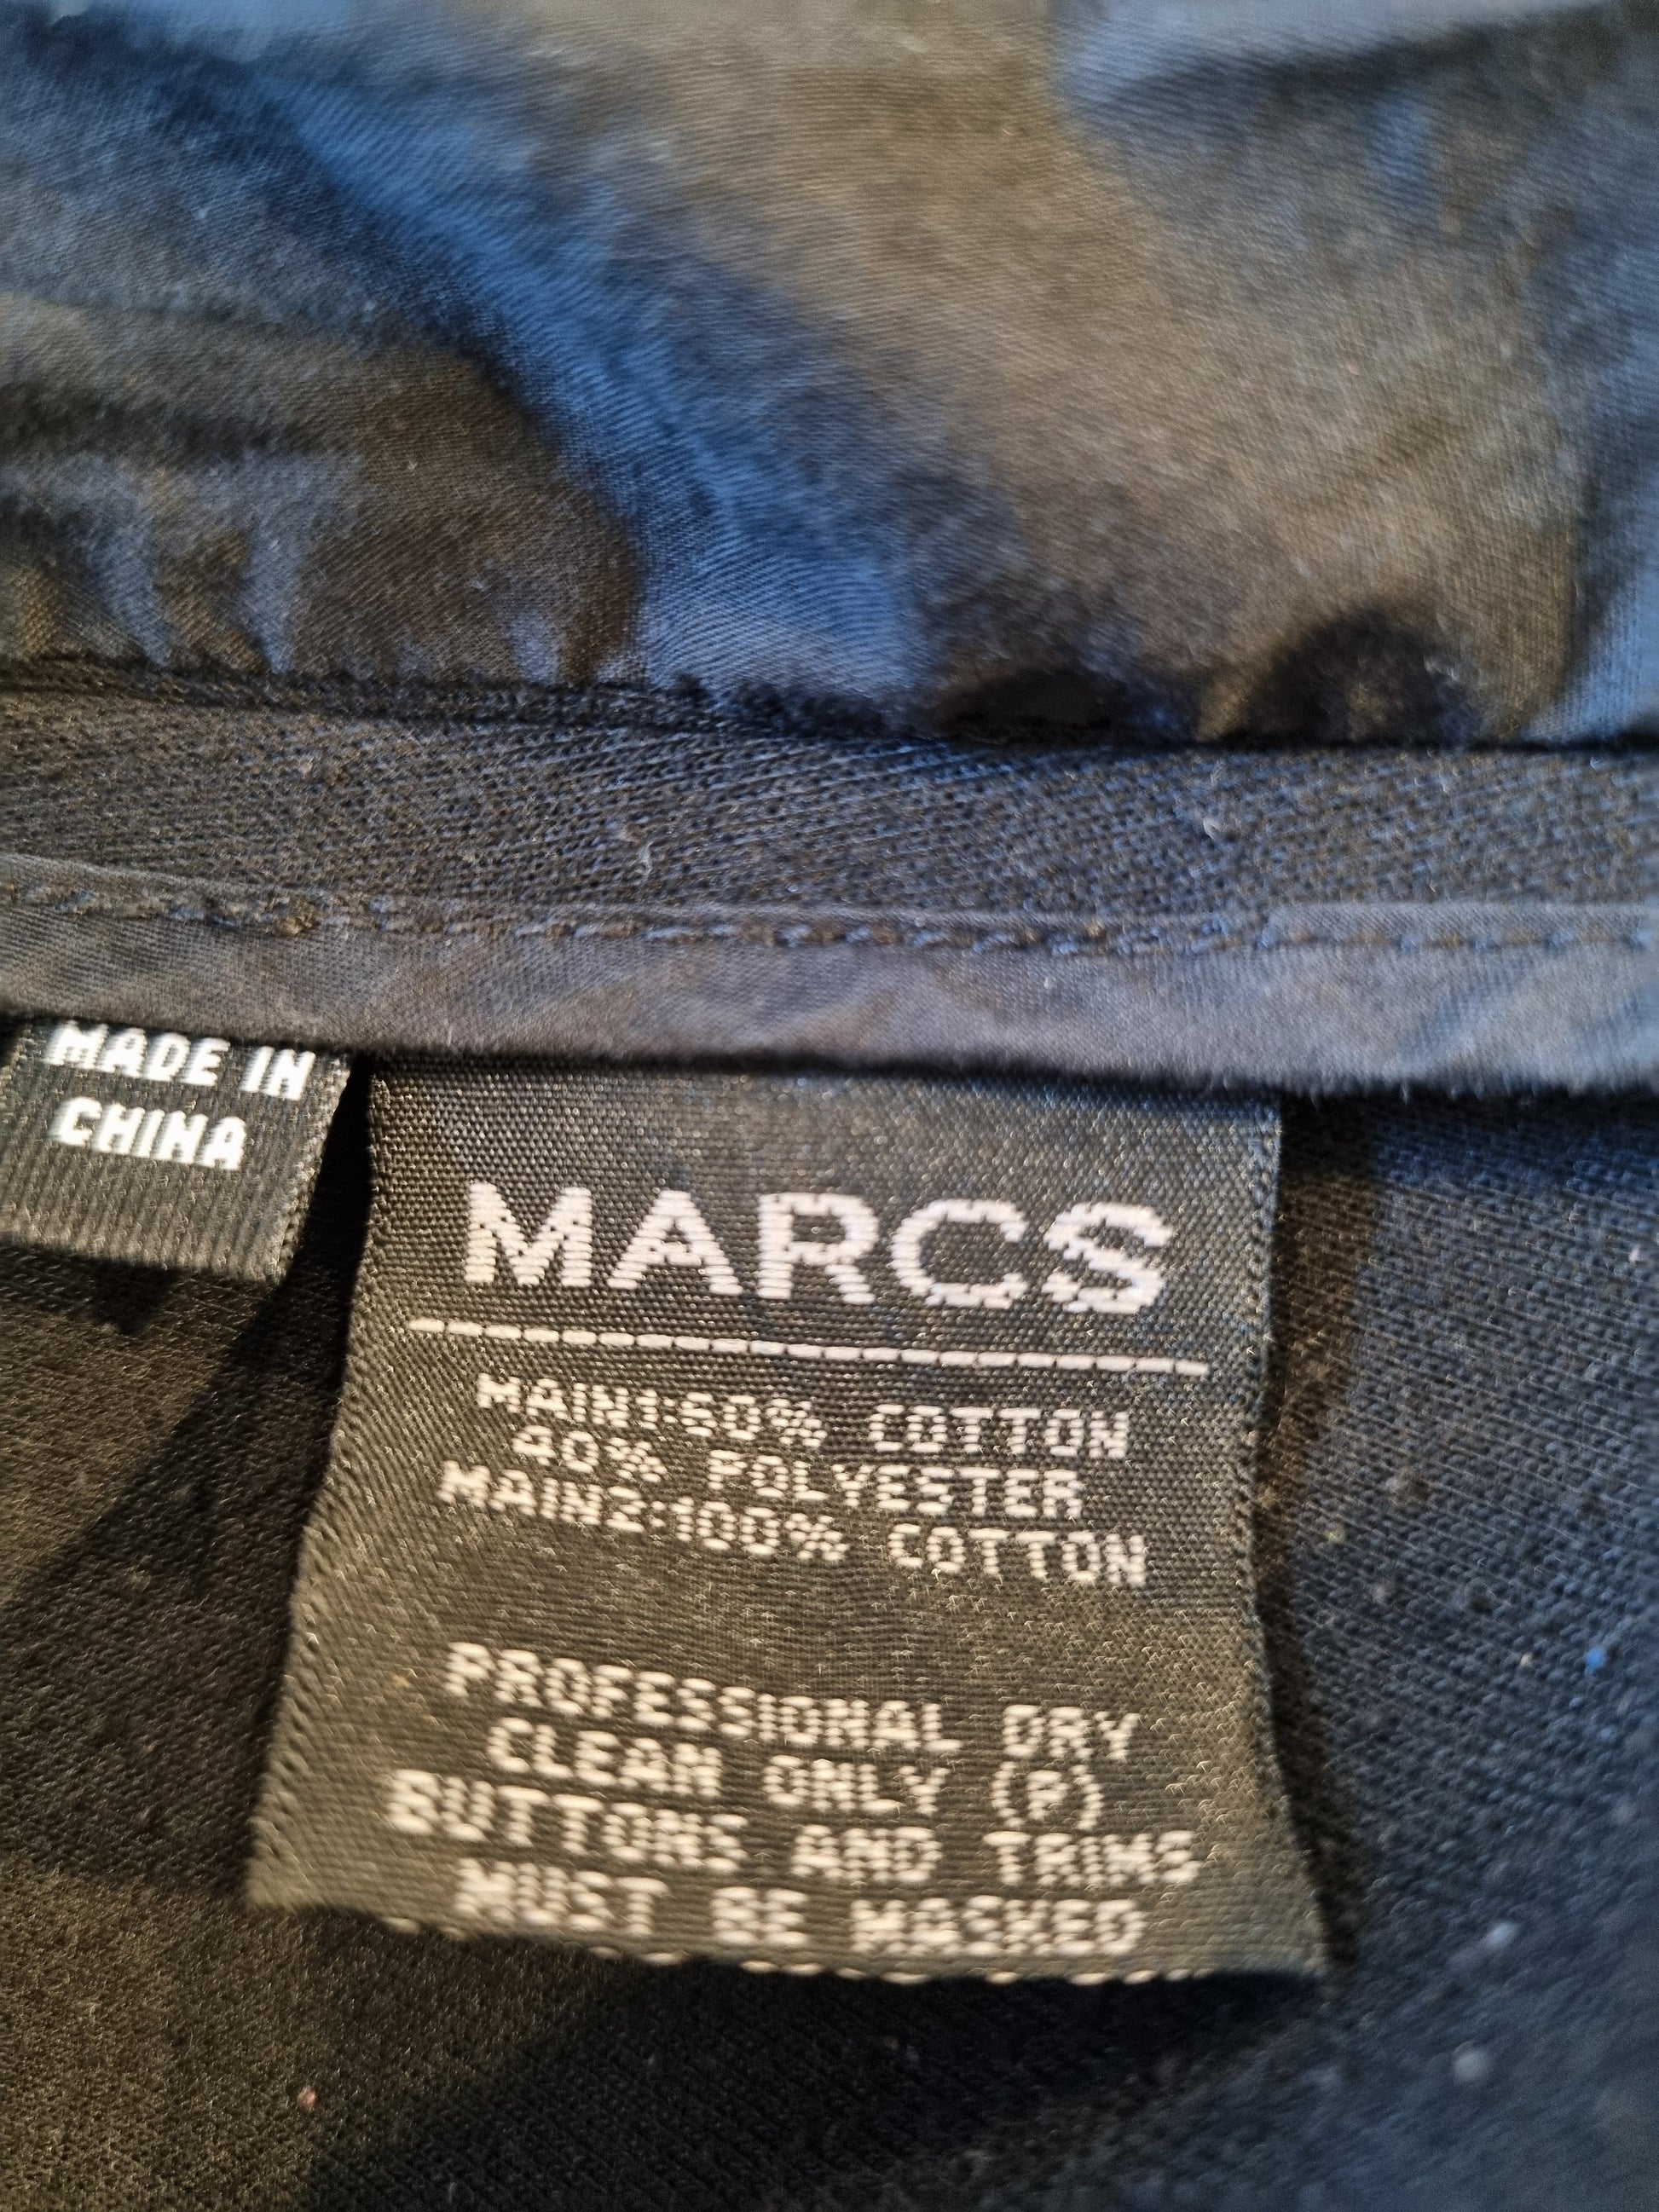 MADE IN
CHINA
MARCS
MAIN1:60% COTTON
40% POLYESTER
MAIN2:100% COTTON
PROFESSIONAL DRY
CLEAN ONLY (P)
BUTTONS AND TRIMS
MUST BE MASKED